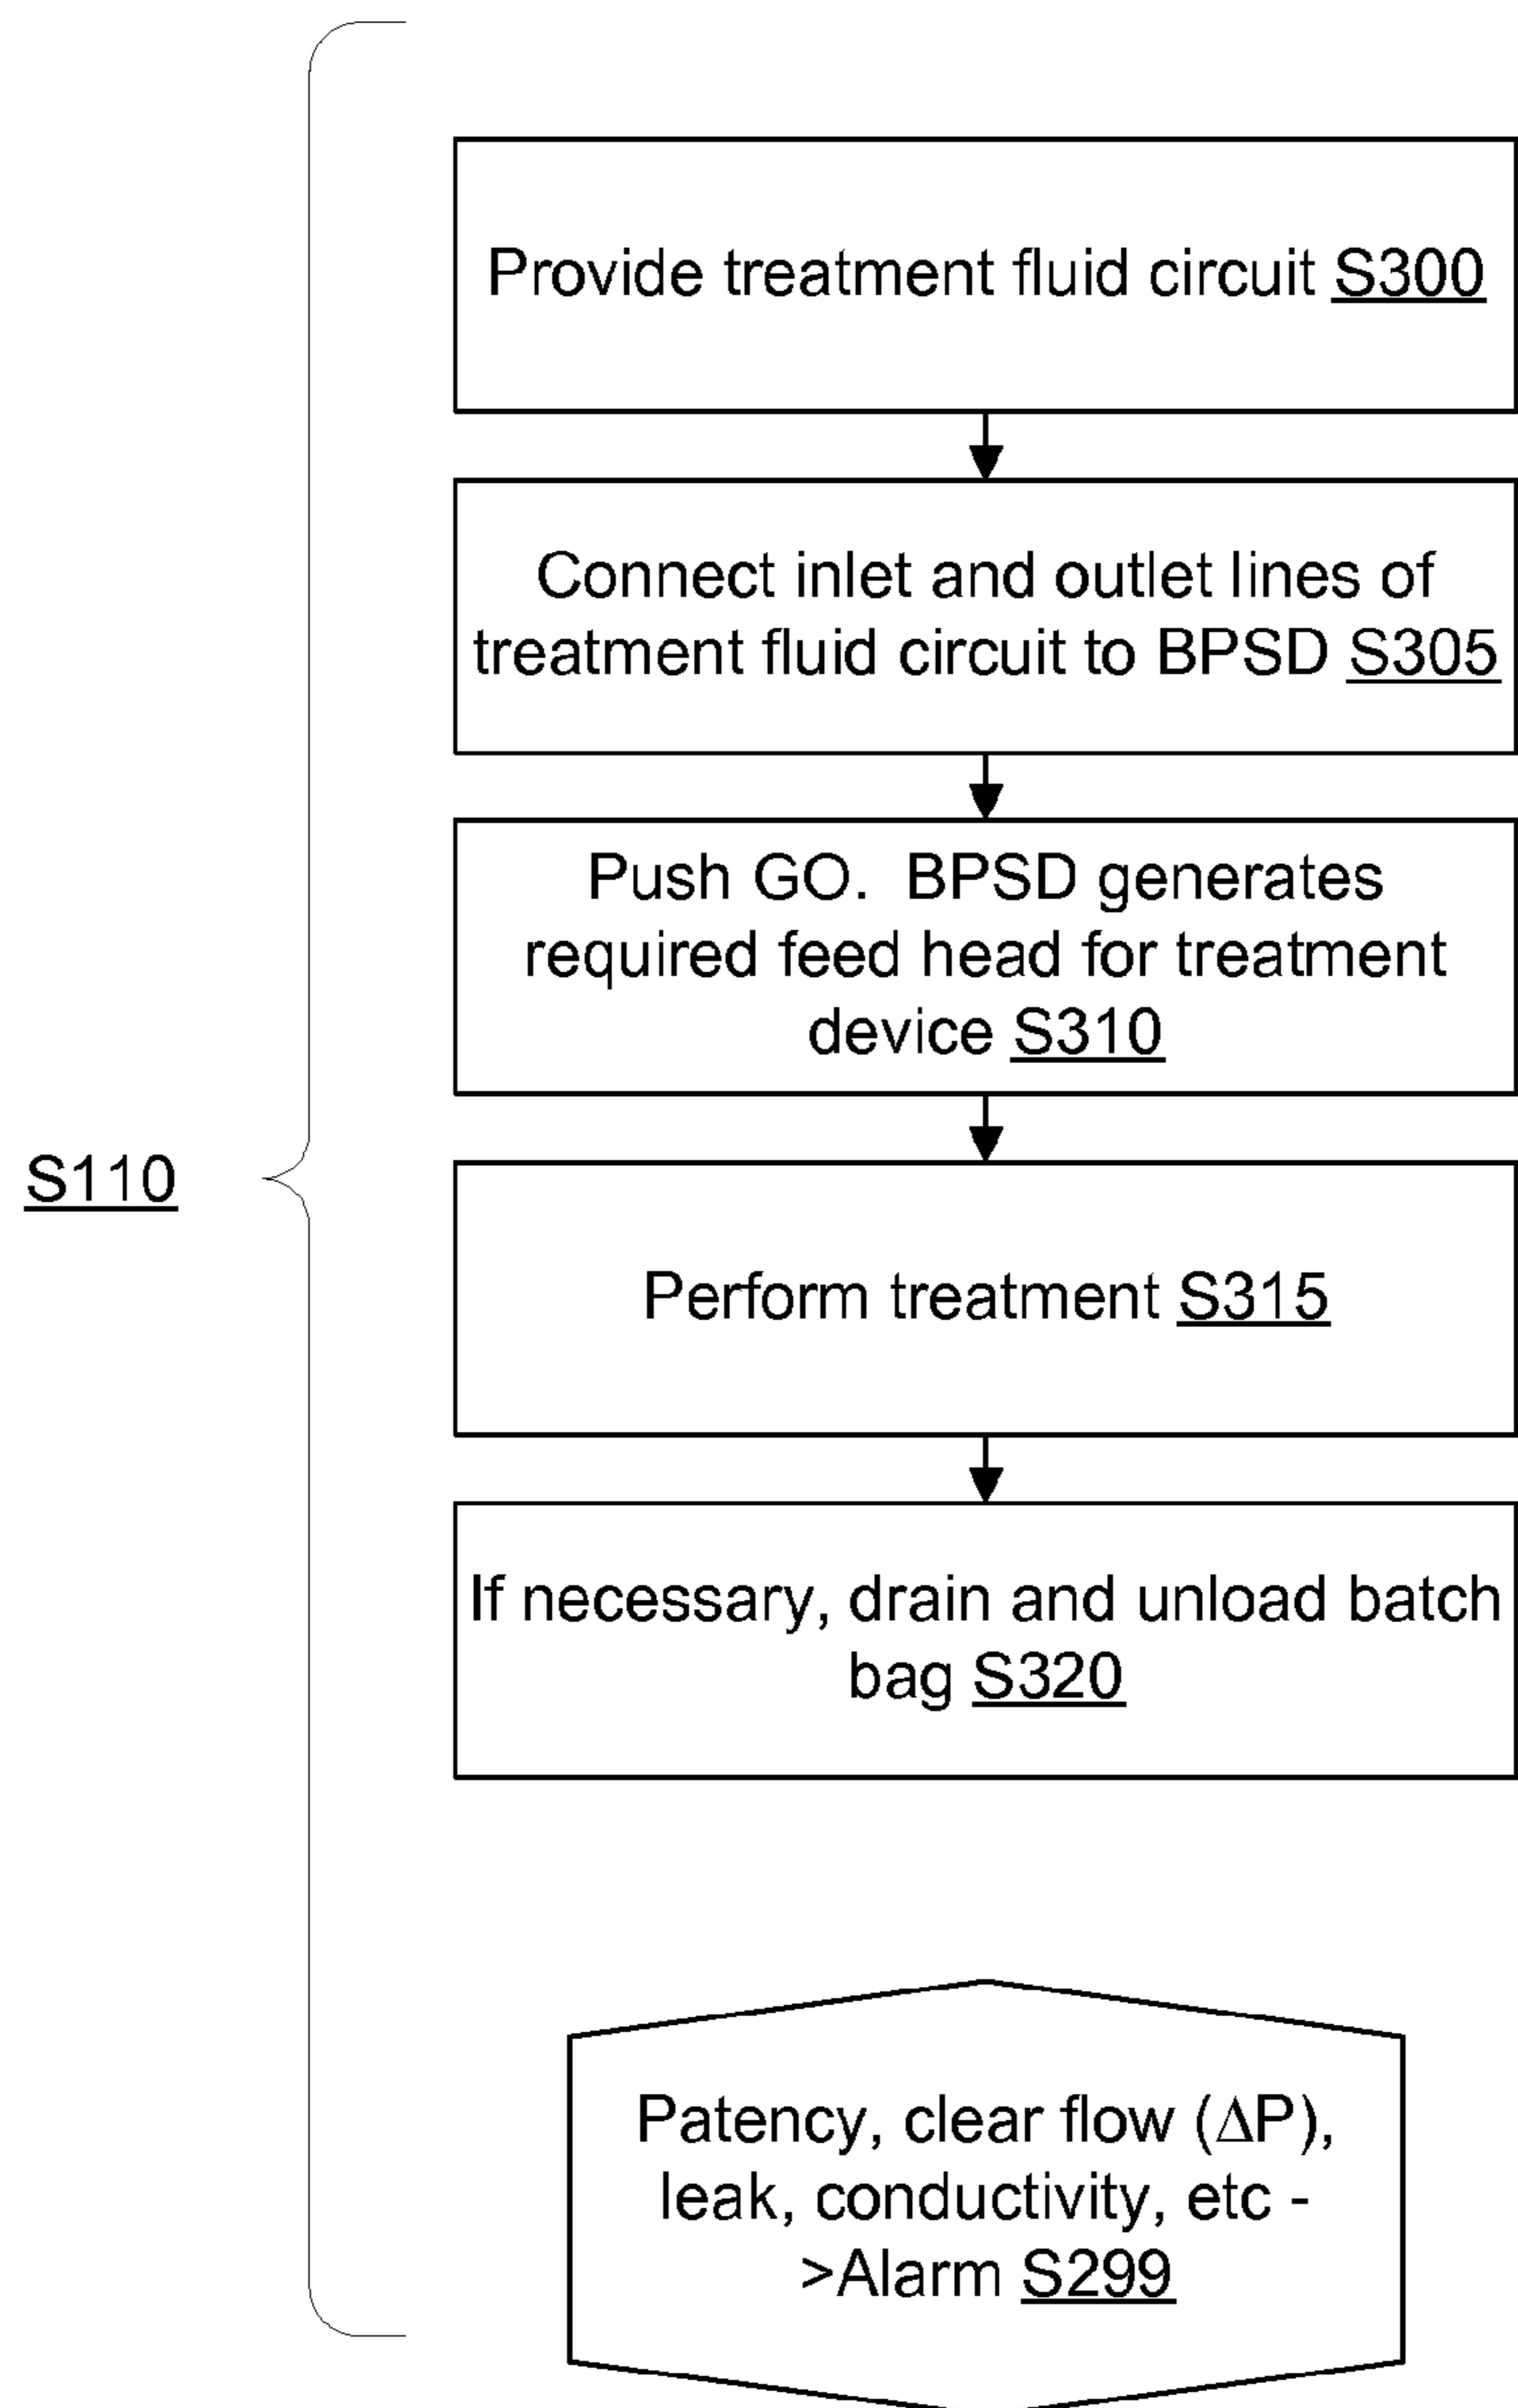 Provide treatment fluid circuit S300
Connect inlet and outlet lines of
treatment fluid circuit to BPSD S305
Push GO. BPSD generates
required feed head for treatment
device S310
S110
Perform treatment S315
If necessary, drain and unload batch
bag S320
Patency, clear flow (ΔP),
leak, conductivity, etc -
>Alarm S299